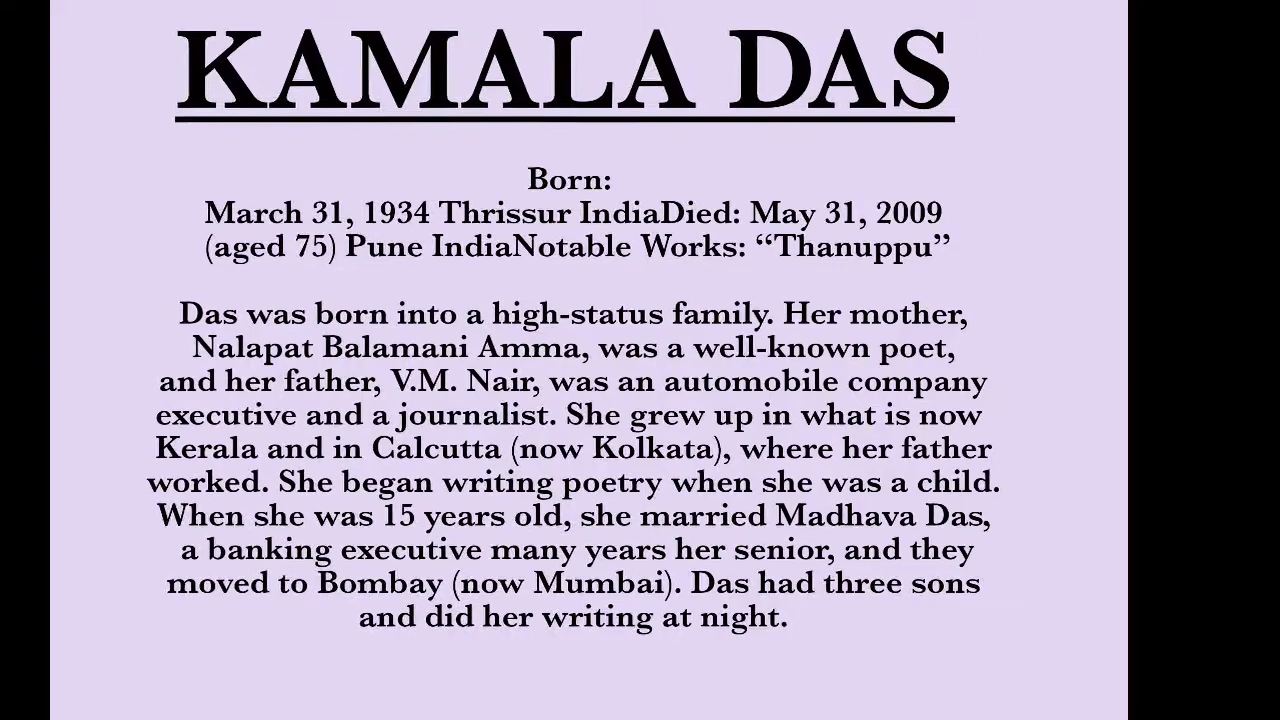 KAMALA DAS
Born:
March 31, 1934 Thrissur IndiaDied: May 31, 2009
(aged 75) Pune IndiaNotable Works: “Thanuppu”
Das was born into a high-status family. Her mother,
Nalapat Balamani Amma, was a well-known poet,
and her father, V.M. Nair, was an automobile company
executive and a journalist. She grew up in what is now
Kerala and in Calcutta (now Kolkata), where her father
worked. She began writing poetry when she was a child.
When she was 15 years old, she married Madhava Das,
a banking executive many years her senior, and they
moved to Bombay (now Mumbai). Das had three sons
and did her writing at night.